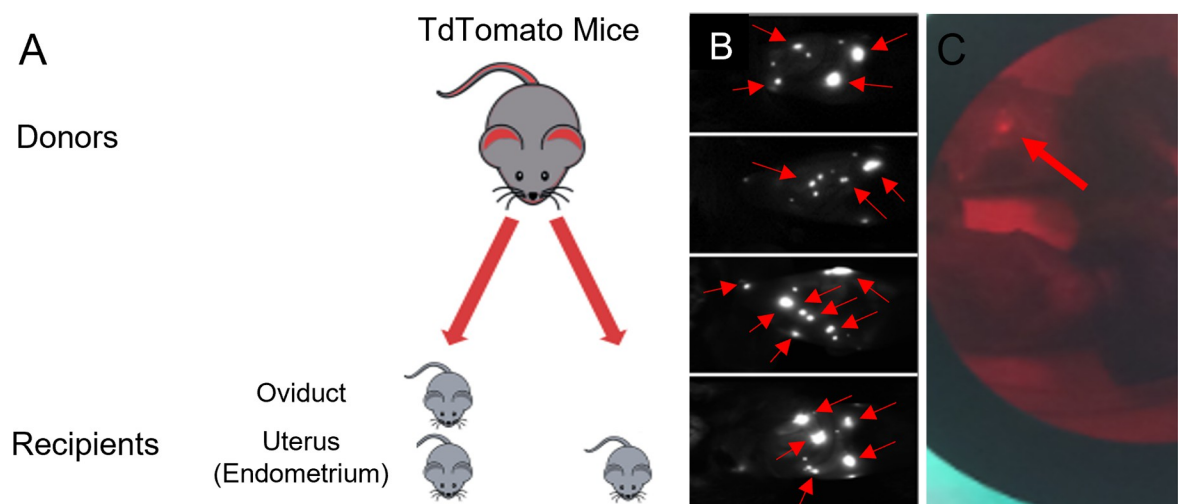 A
TdTomato Mice
B
C
Donors
Oviduct
Recipients
Uterus
(Endometrium)